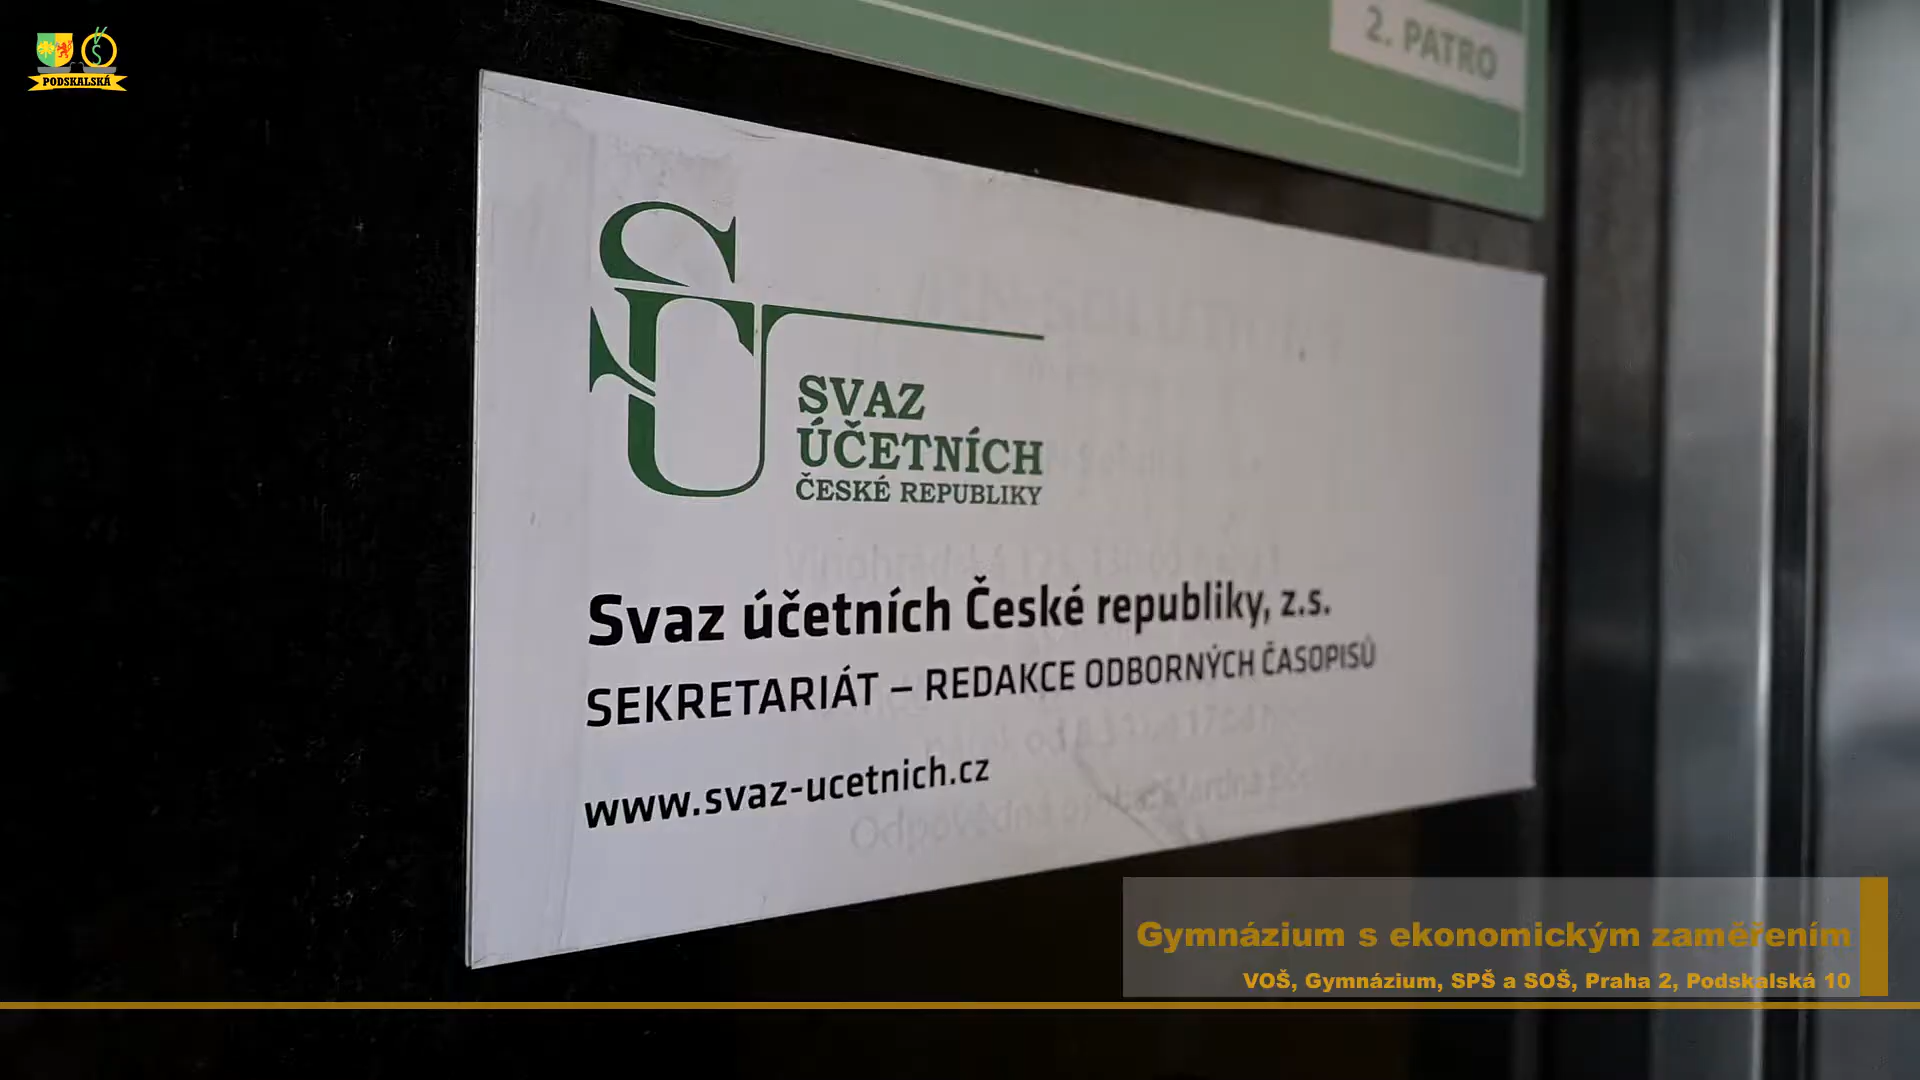 PODSKALSKÁ
2. PATRO
SVAZ
ÚČETNÍCH
ČESKÉ REPUBLIKY
Svaz účetních České republiky, z.s.
SEKRETARIÁT – REDAKCE ODBORNÝCH ČASOPISŮ
www.svaz-ucetnich.cz
Gymnázium s ekonomickým zaměřením
VOŠ, Gymnázium, SPŠ a SOŠ, Praha 2, Podskalská 10